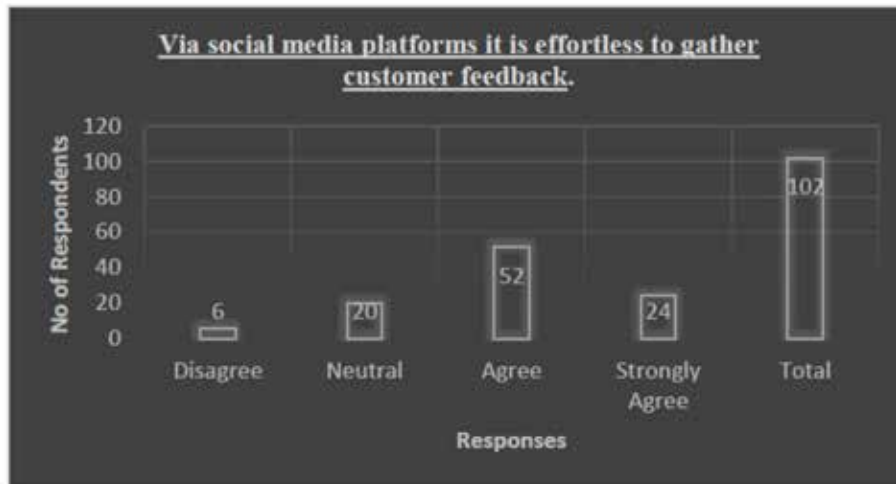 Via social media platforms it is effortless to gather
customer feedback.
No of Respondents
120
100
80
60
40
20
0
6
20
52
24
102
Disagree
Neutral
Agree
Strongly
Agree
Total
Responses